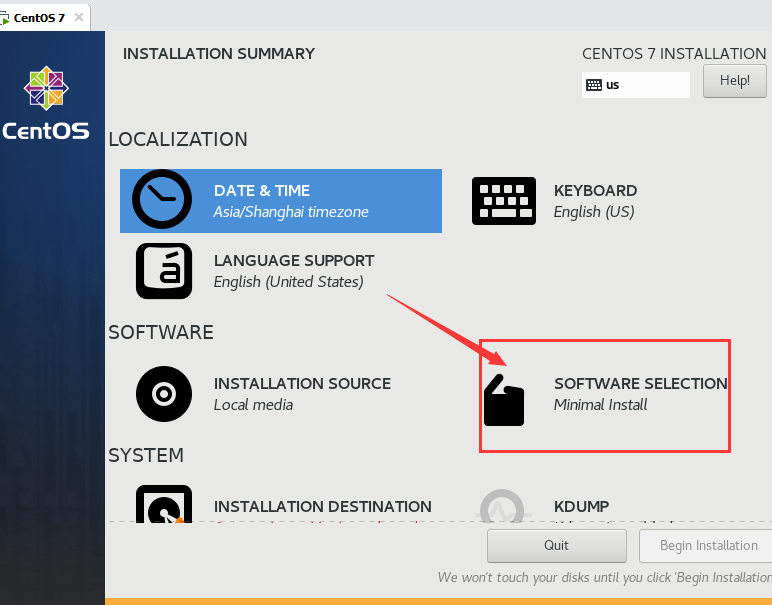 CentOS 7
INSTALLATION SUMMARY
CENTOS 7 INSTALLATION
us
Help!
CentOS
LOCALIZATION
DATE & TIME
Asia/Shanghai timezone
KEYBOARD
English (US)
LANGUAGE SUPPORT
English (United States)
SOFTWARE
INSTALLATION SOURCE
Local media
SOFTWARE SELECTION
Minimal Install
SYSTEM
INSTALLATION DESTINATION
KDUMP
Quit
Begin Installation
We won't touch your disks until you click 'Begin Installation